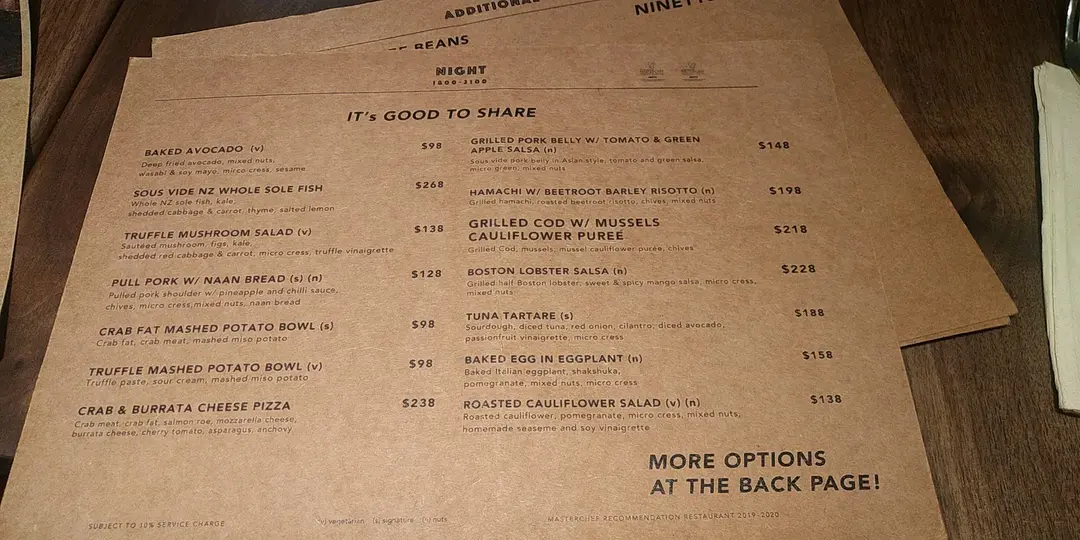 ADDITIONAL
NINETY
EE BEANS
NIGHT
1800-2100
IT's GOOD TO SHARE
BAKED AVOCADO (v) $98
Deep fried avocado, mixed nuts,
wasabi & soy mayo, mirco cress, sesame
SOUS VIDE NZ WHOLE SOLE FISH $268
Whole NZ sole fish, kale,
shedded cabbage & carrot, thyme, salted lemon
TRUFFLE MUSHROOM SALAD (v) $138
Sautéed mushroom, figs, kale,
shedded red cabbage & carrot, micro cress, truffle vinaigrette
PULL PORK W/ NAAN BREAD (s) (n) $128
Pulled pork shoulder w/ pineapple and chilli sauce,
chives, micro cress,mixed nuts, naan bread
CRAB FAT MASHED POTATO BOWL (s) $98
Crab fat, crab meat, mashed miso potato
TRUFFLE MASHED POTATO BOWL (v) $98
Truffle paste, sour cream, mashed miso potato
CRAB & BURRATA CHEESE PIZZA $238
Crab meat, crab fat, salmon roe, mozzarella cheese,
burrata cheese, cherry tomato, asparagus, anchovy
GRILLED PORK BELLY W/ TOMATO & GREEN
APPLE SALSA (n) $148
Sous vide pork belly in Asian style, tomato and green salsa,
micro green, mixed nuts
HAMACHI W/ BEETROOT BARLEY RISOTTO (n) $198
Grilled hamachi, roasted beetroot risotto, chives, mixed nuts
GRILLED COD W/ MUSSELS
CAULIFLOWER PUREE $218
Grilled Cod, mussels, mussel cauliflower purée, chives
BOSTON LOBSTER SALSA (n) $228
Grilled half Boston lobster, sweet & spicy mango salsa, micro cress,
mixed nuts
TUNA TARTARE (s) $188
Sourdough, diced tuna, red onion, cilantro, diced avocado,
passionfruit vinaigrette, micro cress
BAKED EGG IN EGGPLANT (n) $158
Baked Italian eggplant, shakshuka,
pomegranate, mixed nuts, micro cress
ROASTED CAULIFLOWER SALAD (v) (n) $138
Roasted cauliflower, pomegranate, micro cress, mixed nuts,
homemade seaseme and soy vinaigrette
MORE OPTIONS
AT THE BACK PAGE!
SUBJECT TO 10% SERVICE CHARGE
(v) vegetarian (s) signature (n) nuts
MASTERCHEF RECOMMENDATION RESTAURANT 2019-2020